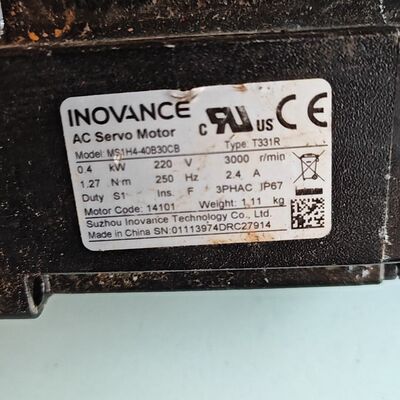 INOVANCE
AC Servo Motor
c RU US CE
Model: MS1H4-40B30CB Type: T331R
0.4 kW 220 V 3000 r/min
1.27 N·m 250 Hz 2.4 A
Duty S1 Ins. F 3PHAC IP67
Motor Code: 14101 Weight: 1.11 kg
Suzhou Inovance Technology Co., Ltd.
Made in China SN:01113974DRC27914